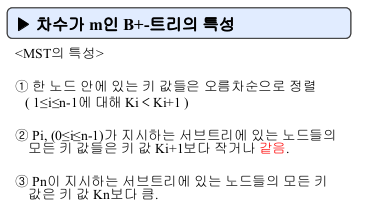 ▶ 차수가 m인 B+-트리의 특성
<MST의 특성>
① 한 노드 안에 있는 키 값들은 오름차순으로 정렬
( 1≤i≤n-1에 대해 Ki < Ki+1 )
② Pi, (0≤i≤n-1)가 지시하는 서브트리에 있는 노드들의
모든 키 값들은 키 값 Ki+1보다 작거나 같음.
③ Pn이 지시하는 서브트리에 있는 노드들의 모든 키
값은 키 값 Kn보다 큼.